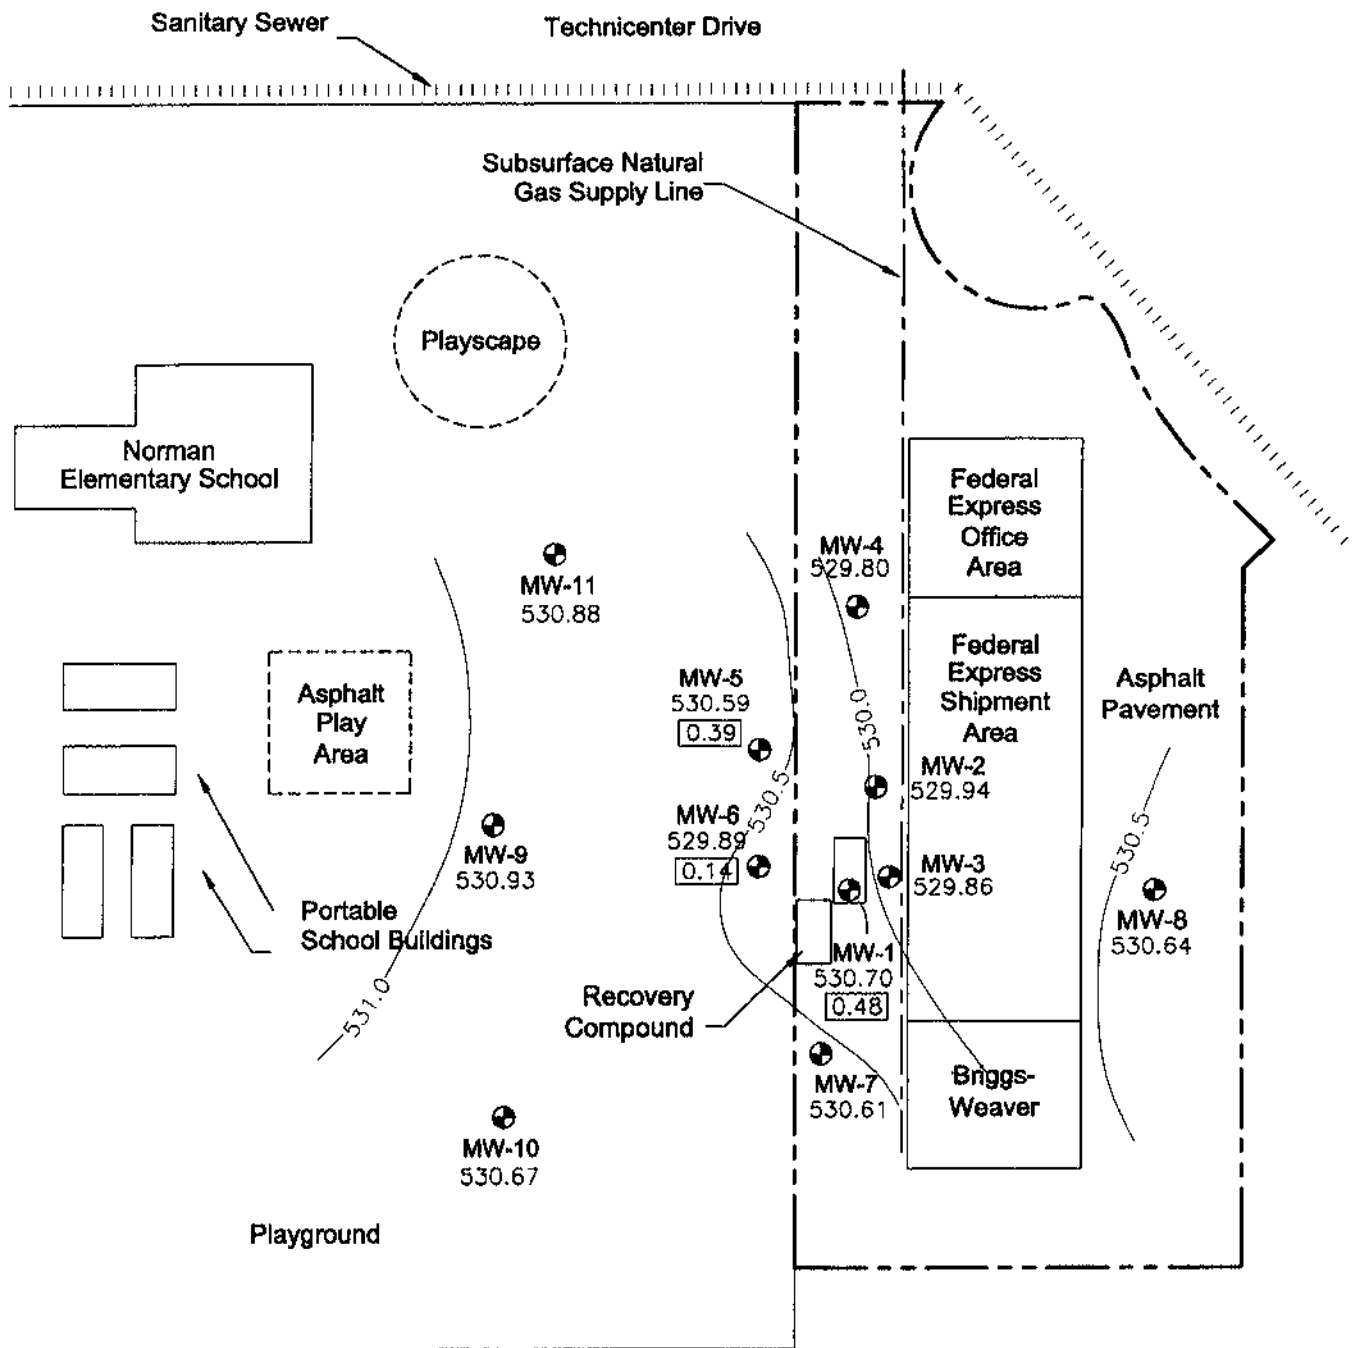 Sanitary Sewer
Technicenter Drive
Subsurface Natural
Gas Supply Line
Playscape
Norman
Elementary School
Federal
Express
Office
Area
MW-4
529.80
MW-11
530.88
Federal
Express
Shipment
Area
Asphalt
Pavement
Asphalt
Play
Area
MW-5
530.59
0.39
530.0
530.5
MW-2
529.94
MW-6
529.89
0.14
530.5
MW-9
530.93
MW-3
529.86
MW-8
530.64
Portable
School Buildings
531.0
MW-1
530.70
0.48
Recovery
Compound
MW-7
530.61
Briggs-
Weaver
MW-10
530.67
Playground